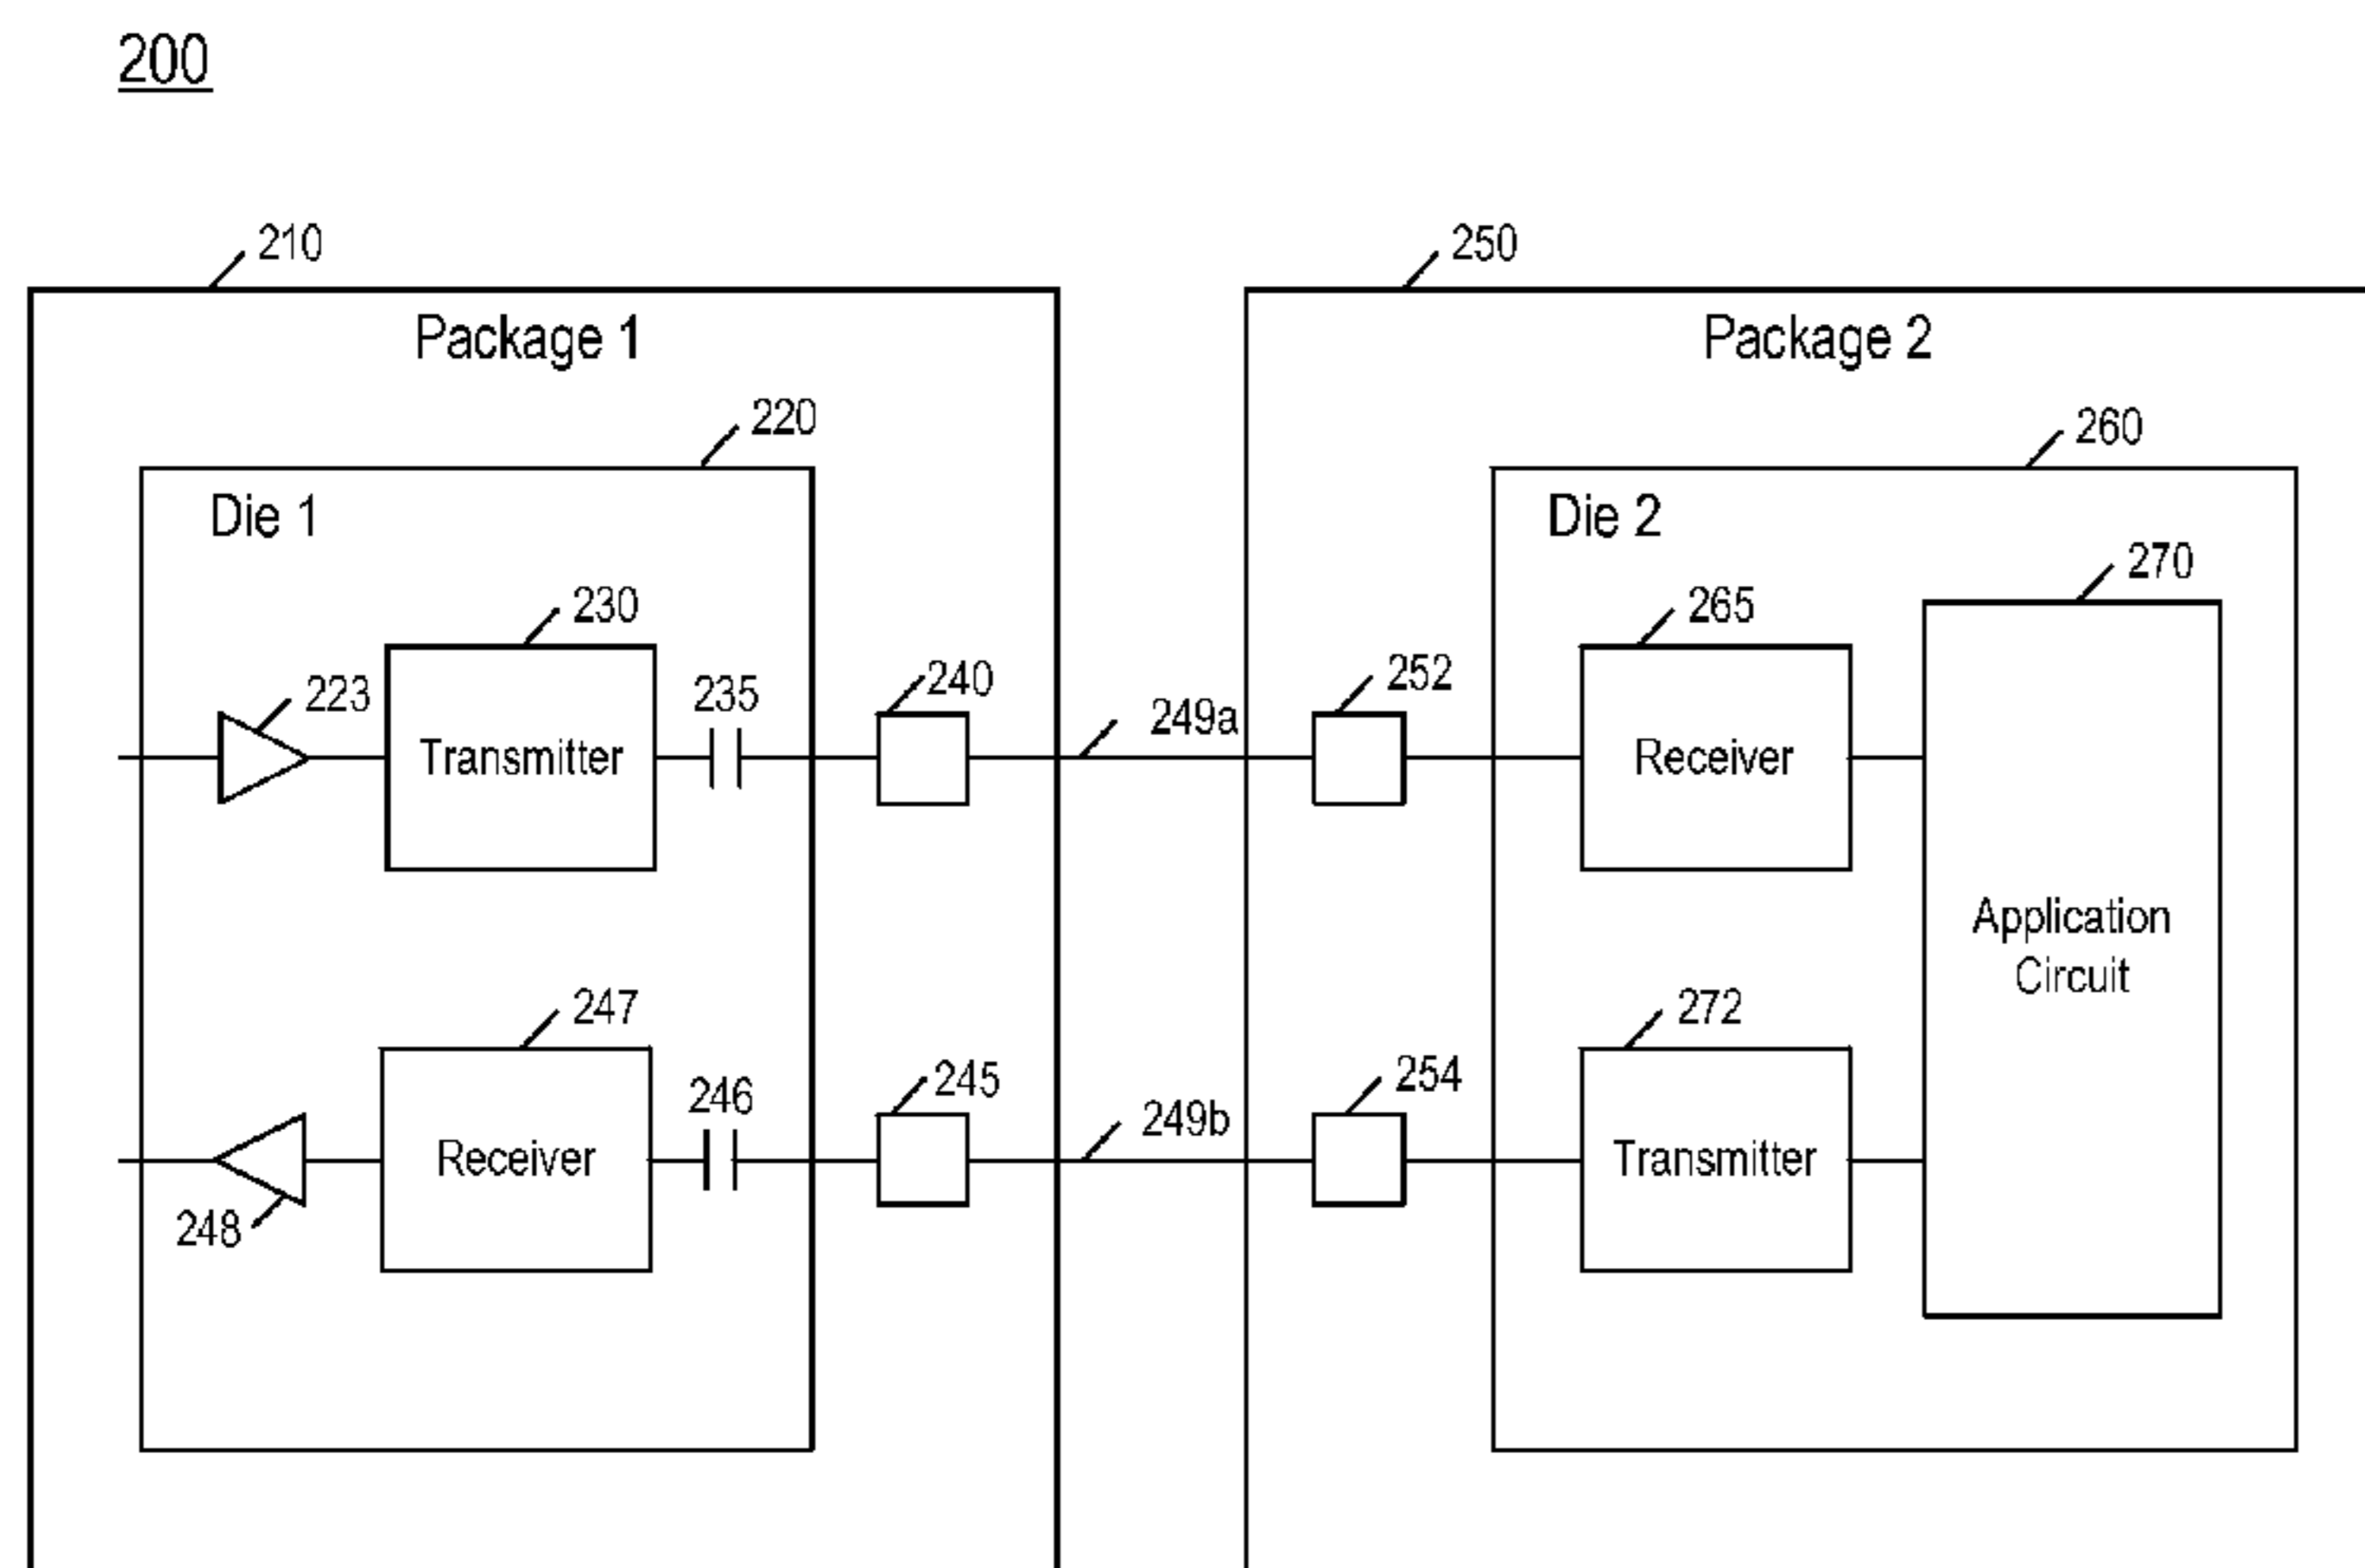 200
210
250
Package 1
Package 2
220
260
Die 1
Die 2
270
230
265
223
235
240
249a
252
Transmitter
Receiver
Application
Circuit
247
272
246
245
249b
254
Receiver
Transmitter
248